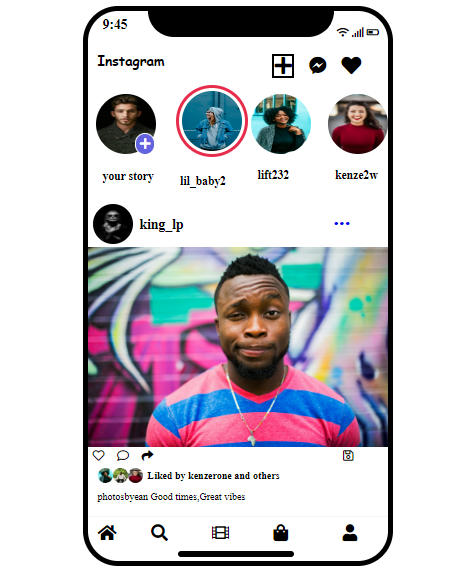 9:45
Instagram
your story
lil_baby2
lift232
kenze2w
king_lp
Liked by kenzerone and others
photosbyean Good times,Great vibes